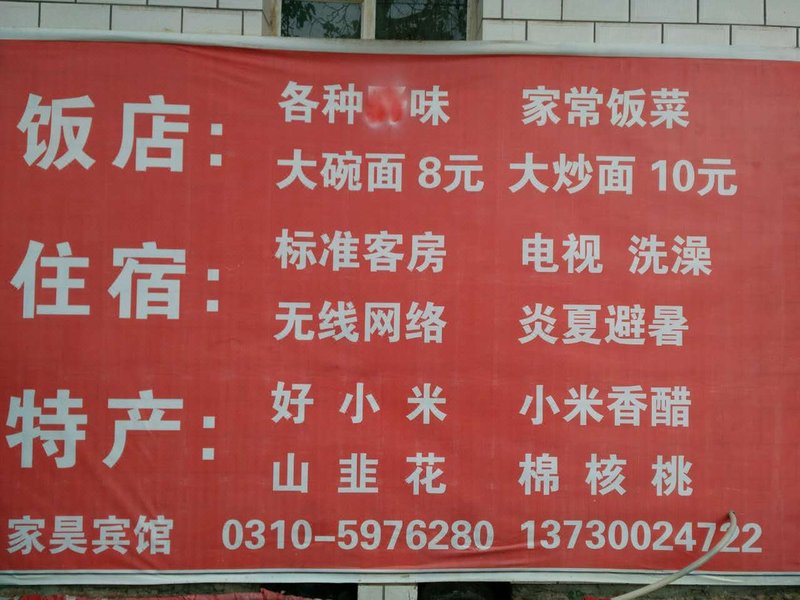 饭店： 各种味 家常饭菜
大碗面 8元 大炒面 10元
住宿： 标准客房 电视 洗澡
无线网络 炎夏避暑
特产： 好小米 小米香醋
山韭花 棉核桃
家昊宾馆 0310-5976280 13730024722